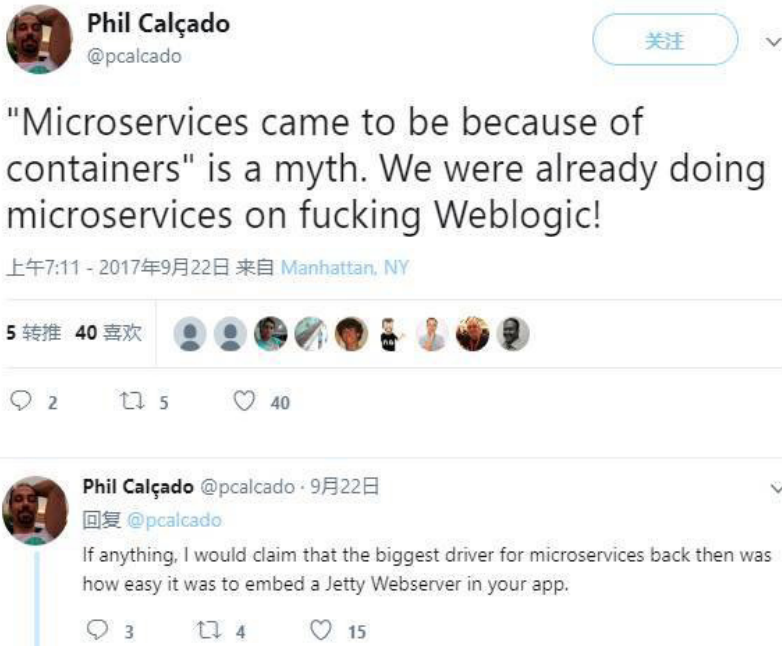 Phil Calçado
@pcalcado
关注
"Microservices came to be because of
containers" is a myth. We were already doing
microservices on fucking Weblogic!
上午7:11 - 2017年9月22日 来自 Manhattan, NY
5 转推 40 喜欢
2 5 40
Phil Calçado @pcalcado · 9月22日
回复 @pcalcado
If anything, I would claim that the biggest driver for microservices back then was
how easy it was to embed a Jetty Webserver in your app.
3 4 15